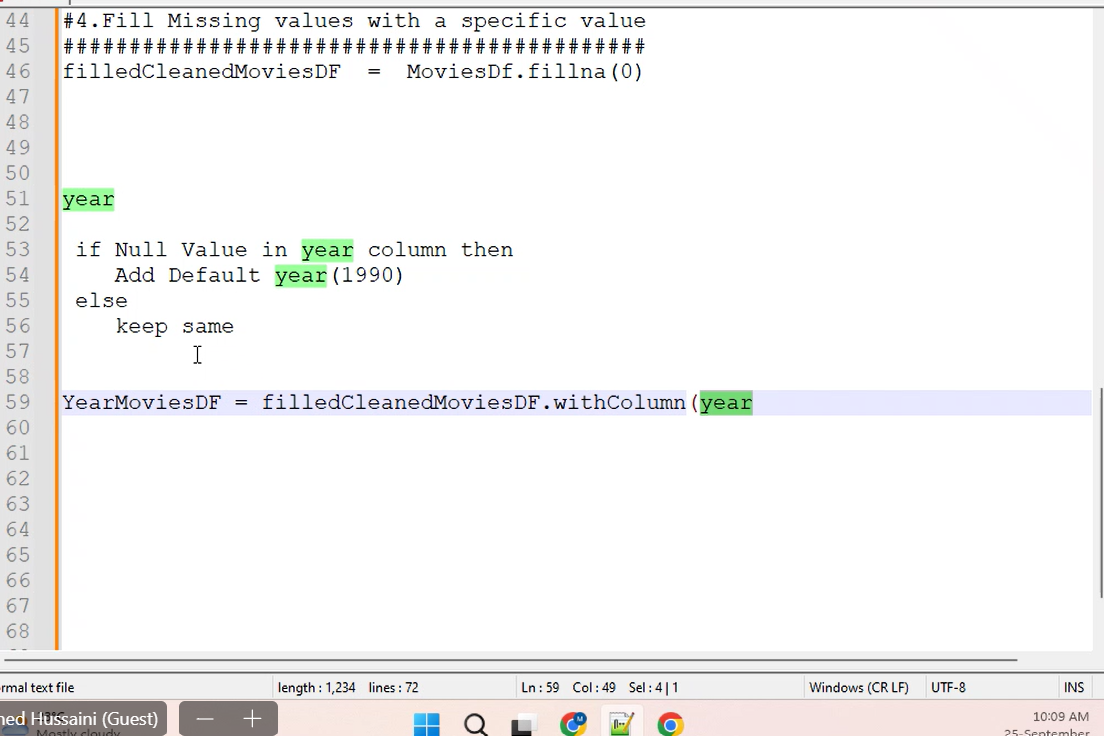 44 #4.Fill Missing values with a specific value
45 ############################################
46 filledCleanedMoviesDF  =  MoviesDf.fillna(0)
47
48
49
50
51 year
52
53  if Null Value in year column then
54     Add Default year(1990)
55  else
56     keep same
57
58
59 YearMoviesDF = filledCleanedMoviesDF.withColumn(year
60
61
62
63
64
65
66
67
68
rmal text file length : 1,234 lines : 72 Ln : 59 Col : 49 Sel : 4 | 1 Windows (CR LF) UTF-8 INS
ned Hussaini (Guest) − + 10:09 AM
Mostly cloudy 25-September